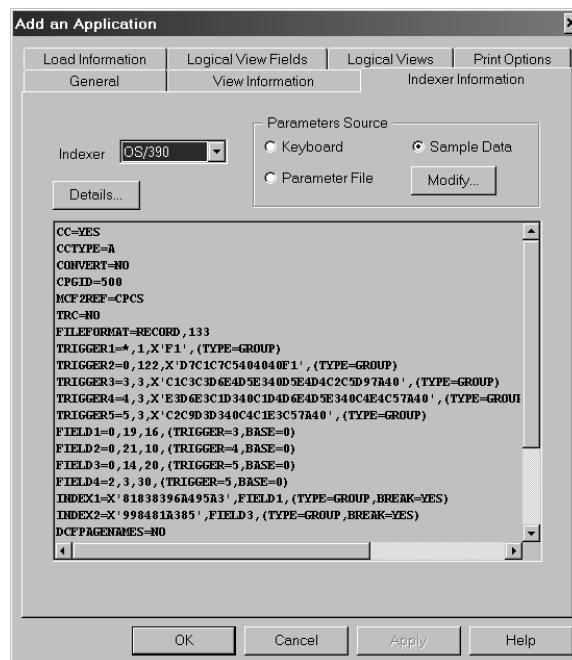 Add an Application
Load Information Logical View Fields Logical Views Print Options
General View Information Indexer Information
Parameters Source
Indexer OS/390 Keyboard Sample Data
Parameter File Modify...
Details...
CC=YES
CCTYPE=A
CONVERT=NO
CPGID=500
MCF2REF=CPCS
TRC=NO
FILEFORMAT=RECORD,133
TRIGGER1=*,1,X'F1',(TYPE=GROUP)
TRIGGER2=0,122,X'D7C1C7C5404040F1',(TYPE=GROUP)
TRIGGER3=3,3,X'C1C3C3D6E4D5E340D5E4D4C2C5D97A40',(TYPE=GROUP)
TRIGGER4=4,3,X'E3D6E3C1D340C1D4D6E4D5E340C4E4C57A40',(TYPE=GROUI
TRIGGER5=5,3,X'C2C9D3D340C4C1E3C57A40',(TYPE=GROUP)
FIELD1=0,19,16,(TRIGGER=3,BASE=0)
FIELD2=0,21,10,(TRIGGER=4,BASE=0)
FIELD3=0,14,20,(TRIGGER=5,BASE=0)
FIELD4=2,3,30,(TRIGGER=5,BASE=0)
INDEX1=X'81838396A495A3',FIELD1,(TYPE=GROUP,BREAK=YES)
INDEX2=X'998481A385',FIELD3,(TYPE=GROUP,BREAK=YES)
DCFPAGENAMES=NO
OK Cancel Apply Help